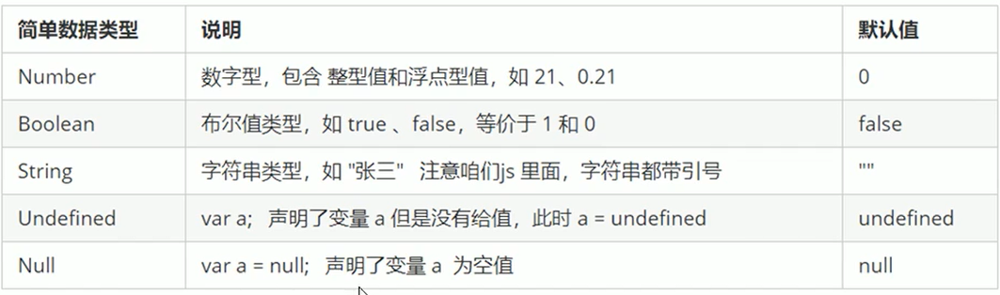 简单数据类型 说明 默认值
Number 数字型，包含 整型值和浮点型值，如 21、0.21 0
Boolean 布尔值类型，如 true 、false，等价于 1 和 0 false
String 字符串类型，如 "张三" 注意咱们js 里面，字符串都带引号 ""
Undefined var a; 声明了变量 a 但是没有给值，此时 a = undefined undefined
Null var a = null; 声明了变量 a 为空值 null